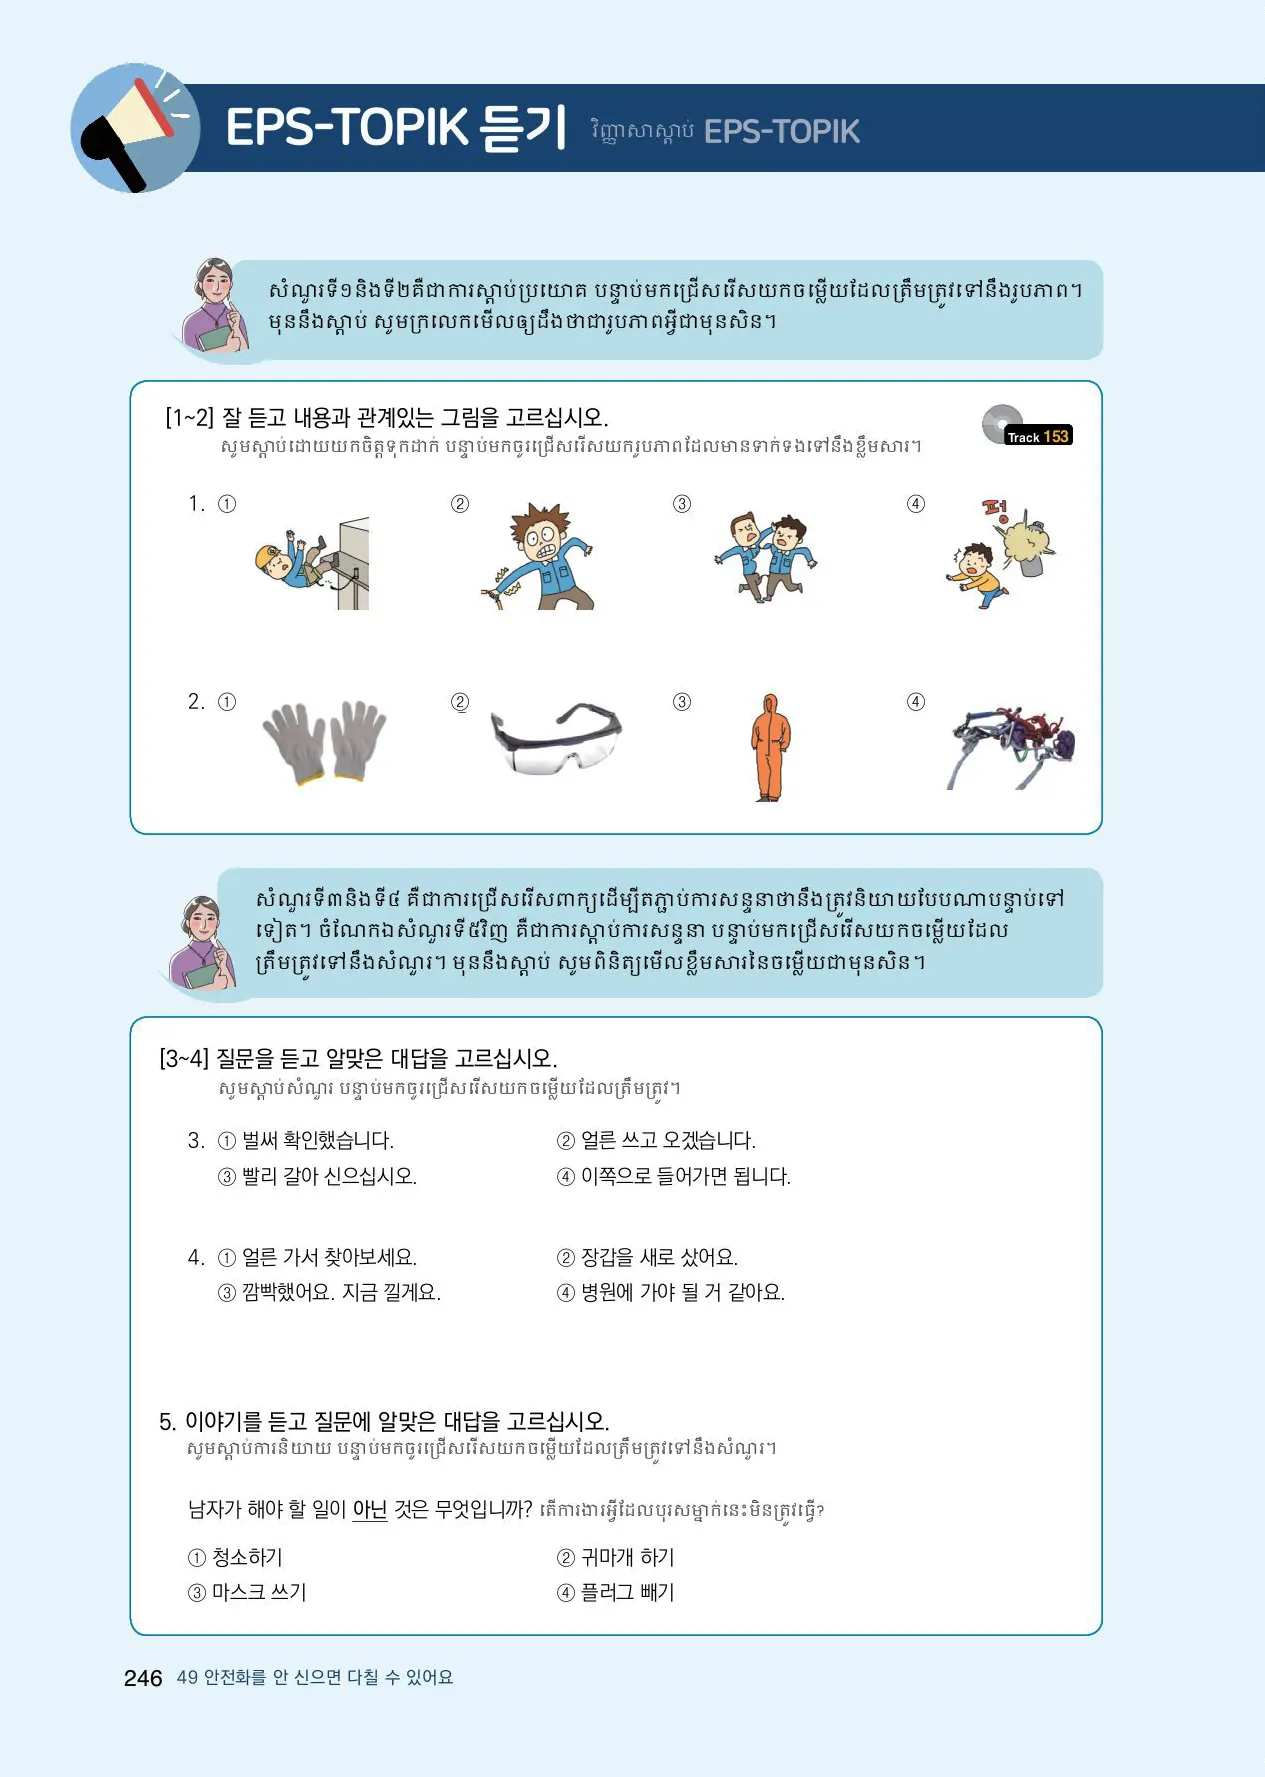 EPS-TOPIK 듣기 វិញ្ញាសាស្តាប់ EPS-TOPIK
សំណួរទី១និងទី២គឺជាការស្តាប់ប្រយោគ បន្ទាប់មកជ្រើសរើសយកចម្លើយដែលត្រឹមត្រូវទៅនឹងរូបភាព។
មុននឹងស្តាប់ សូមក្រលេកមើលឲ្យដឹងថាជារូបភាពអ្វីជាមុនសិន។
[1~2] 잘 듣고 내용과 관계있는 그림을 고르십시오.
Track 153
សូមស្តាប់ដោយយកចិត្តទុកដាក់ បន្ទាប់មកចូរជ្រើសរើសយករូបភាពដែលមានទាក់ទងទៅនឹងខ្លឹមសារ។
1. ① ② ③ ④
펑
2. ① ② ③ ④
សំណួរទី៣និងទី៤ គឺជាការជ្រើសរើសពាក្យដើម្បីតភ្ជាប់ការសន្ទនាថានឹងត្រូវនិយាយបែបណាបន្ទាប់ទៅ
ទៀត។ ចំណែកឯសំណួរទី៥វិញ គឺជាការស្តាប់ការសន្ទនា បន្ទាប់មកជ្រើសរើសយកចម្លើយដែល
ត្រឹមត្រូវទៅនឹងសំណួរ។ មុននឹងស្តាប់ សូមពិនិត្យមើលខ្លឹមសារនៃចម្លើយជាមុនសិន។
[3~4] 질문을 듣고 알맞은 대답을 고르십시오.
សូមស្តាប់សំណួរ បន្ទាប់មកចូរជ្រើសរើសយកចម្លើយដែលត្រឹមត្រូវ។
3. ① 벌써 확인했습니다. ② 얼른 쓰고 오겠습니다.
③ 빨리 갈아 신으십시오. ④ 이쪽으로 들어가면 됩니다.
4. ① 얼른 가서 찾아보세요. ② 장갑을 새로 샀어요.
③ 깜빡했어요. 지금 낄게요. ④ 병원에 가야 될 거 같아요.
5. 이야기를 듣고 질문에 알맞은 대답을 고르십시오.
សូមស្តាប់ការនិយាយ បន្ទាប់មកចូរជ្រើសរើសយកចម្លើយដែលត្រឹមត្រូវទៅនឹងសំណួរ។
남자가 해야 할 일이 아닌 것은 무엇입니까? តើការងារអ្វីដែលបុរសម្នាក់នេះមិនត្រូវធ្វើ?
① 청소하기 ② 귀마개 하기
③ 마스크 쓰기 ④ 플러그 빼기
246 49 안전화를 안 신으면 다칠 수 있어요